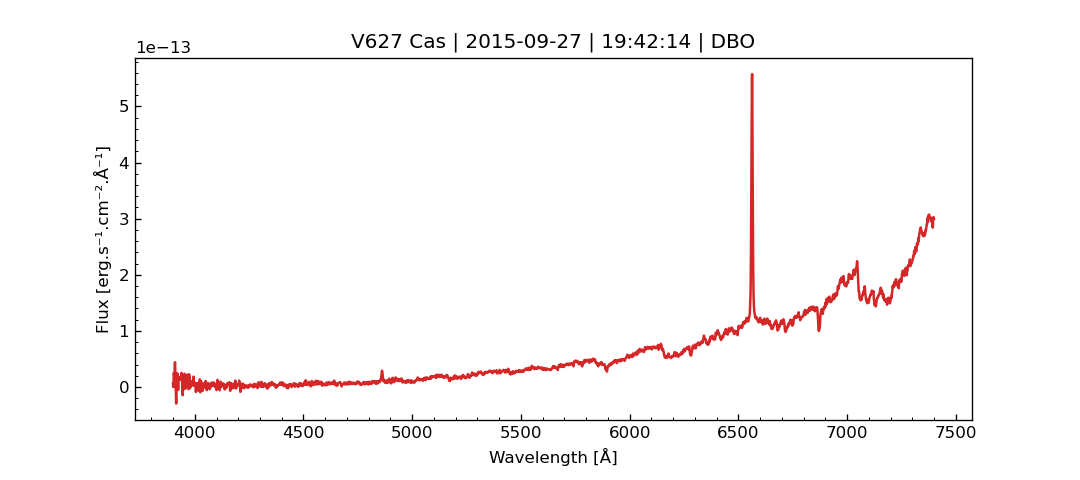 V627 Cas | 2015-09-27 | 19:42:14 | DBO
1e−13
5
4
3
2
1
0
Flux [erg.s⁻¹.cm⁻².Å⁻¹]
4000 4500 5000 5500 6000 6500 7000 7500
Wavelength [Å]